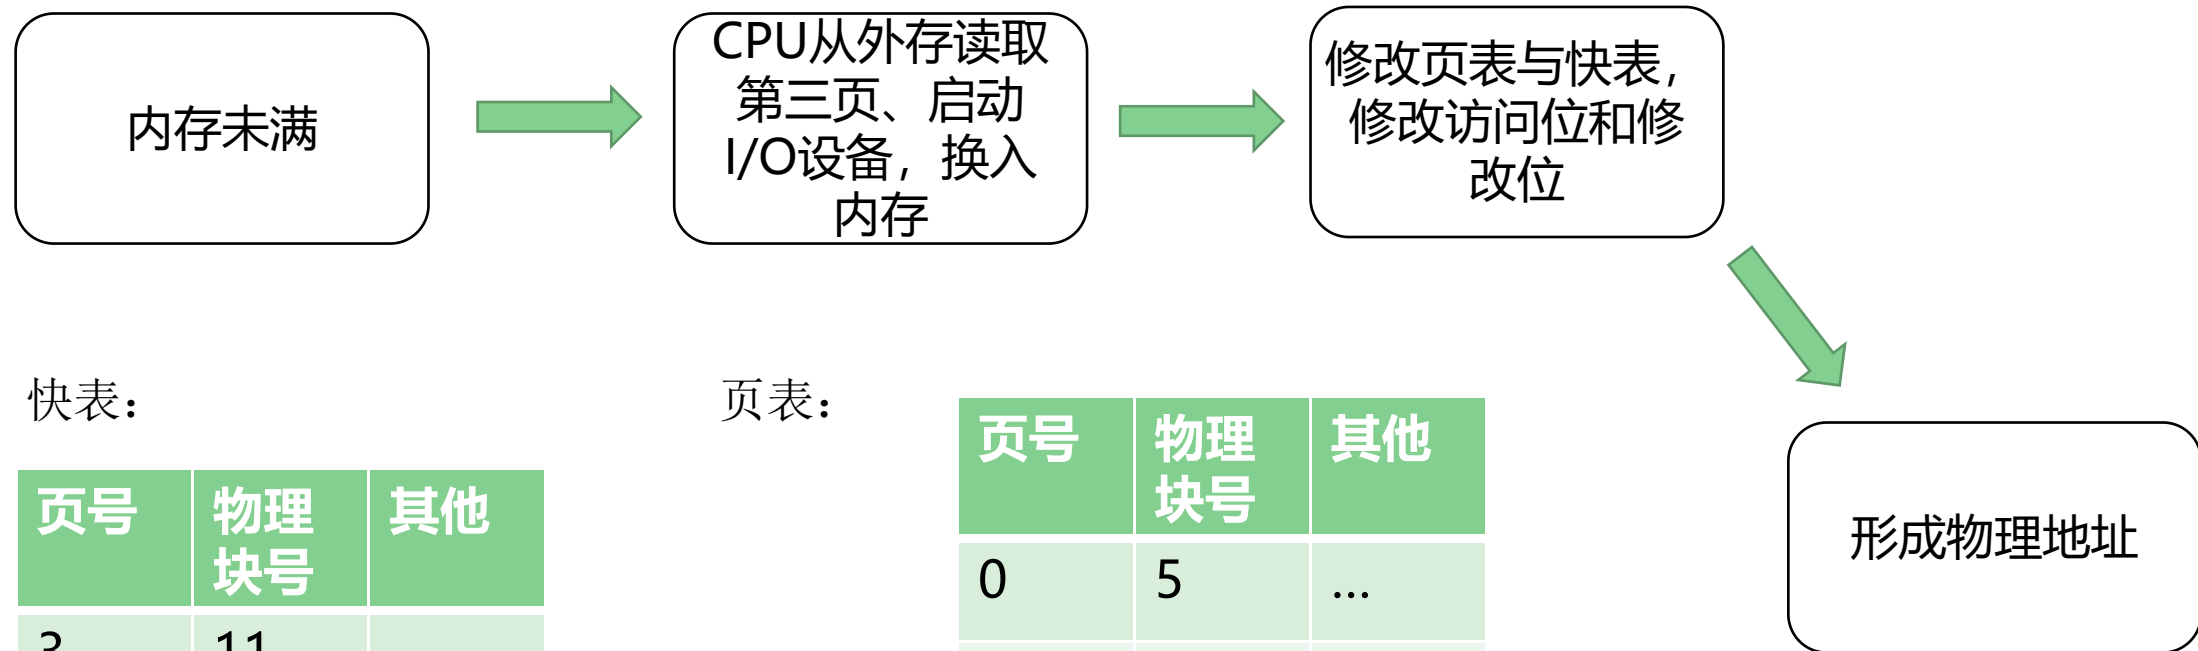 内存未满
CPU从外存读取
第三页、启动
I/O设备，换入
内存
修改页表与快表，
修改访问位和修
改位
快表：
页号 物理 其他
块号
3 11
页表：
页号 物理 其他
块号
0 5 ...
形成物理地址